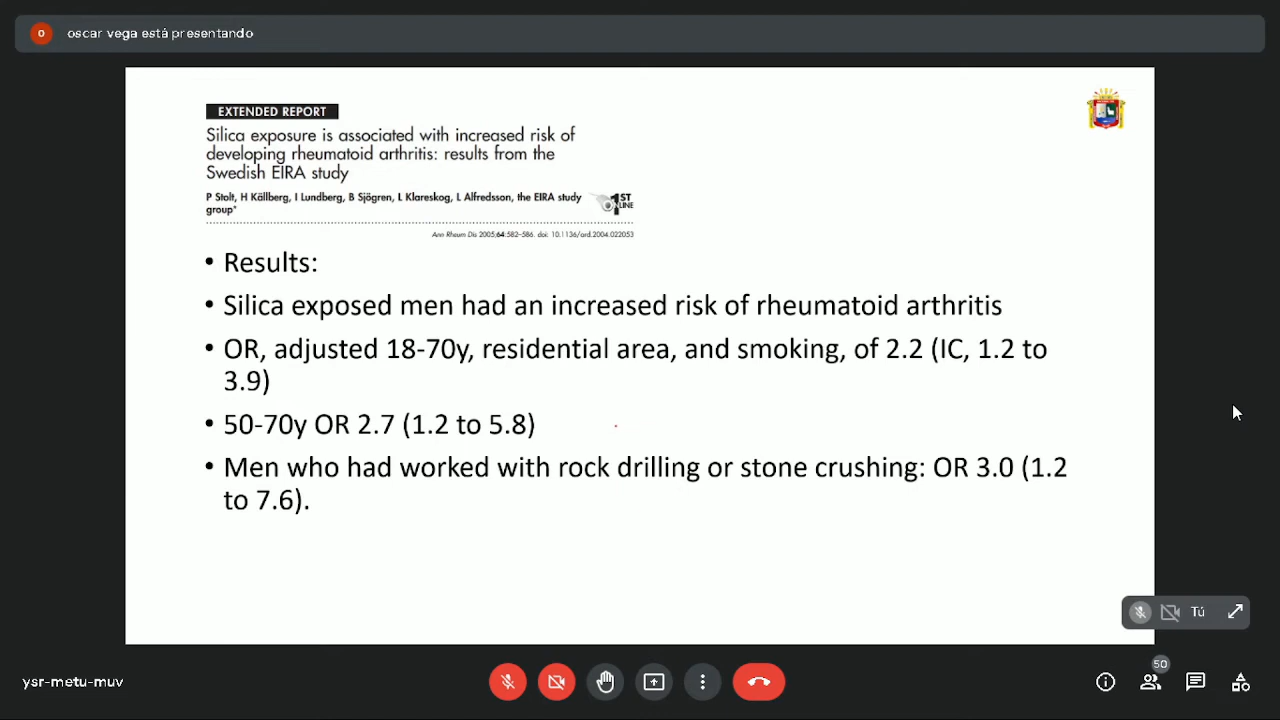 O
oscar vega está presentando
EXTENDED REPORT
Silica exposure is associated with increased risk of
developing rheumatoid arthritis: results from the
Swedish EIRA study
P Stolt, H Källberg, I Lundberg, B Sjögren, L Klareskog, L Alfredsson, the EIRA study
group*
1ST
LINE
Ann Rheum Dis 2005;64:582–586. doi: 10.1136/ard.2004.022053
• Results:
• Silica exposed men had an increased risk of rheumatoid arthritis
• OR, adjusted 18-70y, residential area, and smoking, of 2.2 (IC, 1.2 to
3.9)
• 50-70y OR 2.7 (1.2 to 5.8)
• Men who had worked with rock drilling or stone crushing: OR 3.0 (1.2
to 7.6).
Tú
ysr-metu-muv
50